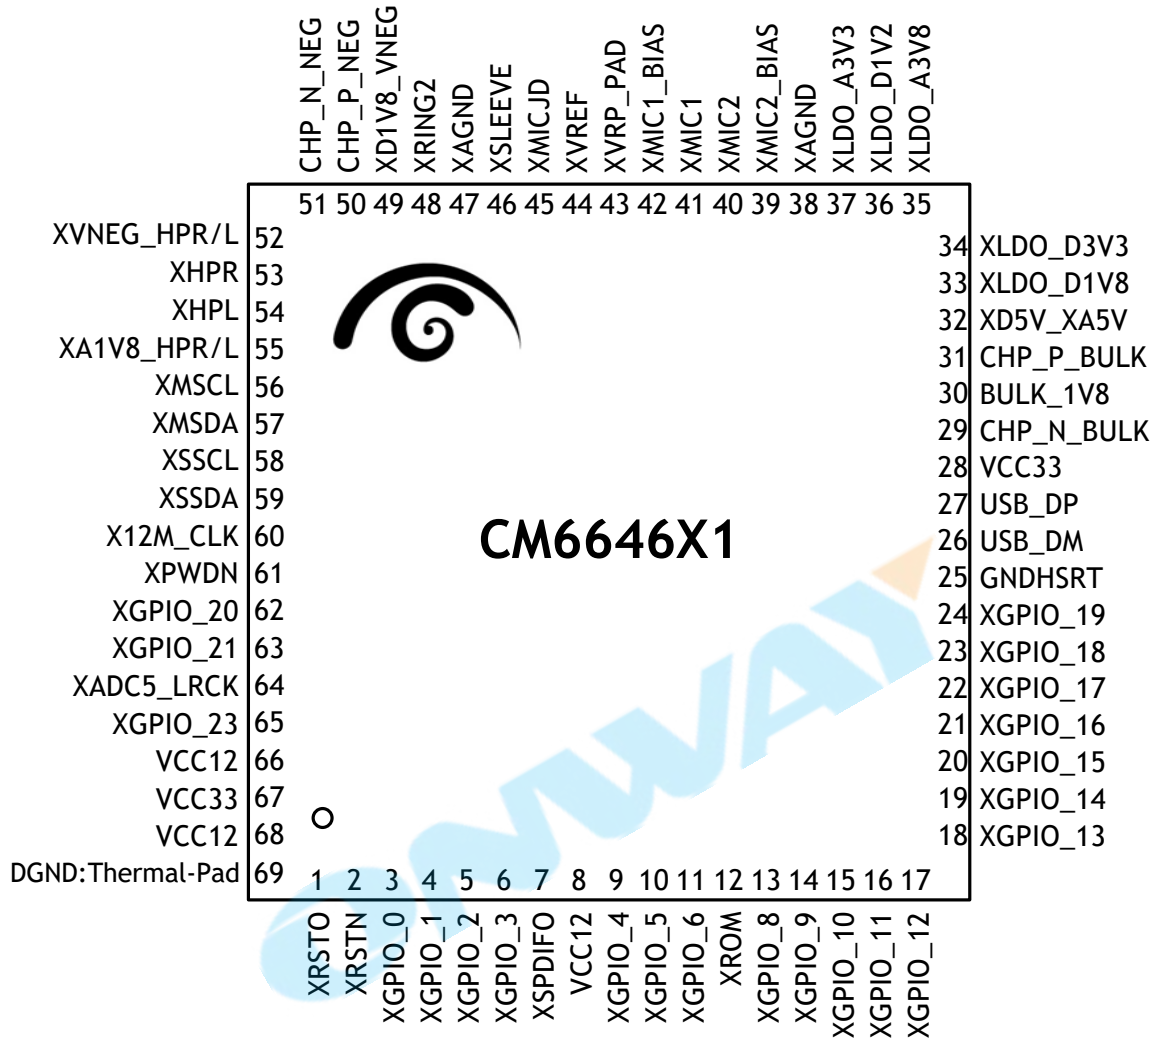 CHP_N_NEG
CHP_P_NEG
XD1V8_VNEG
XRING2
XAGND
XSLEEVE
XMICJD
XVREF
XVRP_PAD
XMIC1_BIAS
XMIC1
XMIC2
XMIC2_BIAS
XAGND
XLDO_A3V3
XLDO_D1V2
XLDO_A3V8
51 50 49 48 47 46 45 44 43 42 41 40 39 38 37 36 35
XVNEG_HPR/L 52
XHPR 53
XHPL 54
XA1V8_HPR/L 55
XMSCL 56
XMSDA 57
XSSCL 58
XSSDA 59
X12M_CLK 60
XPWDN 61
XGPIO_20 62
XGPIO_21 63
XADC5_LRCK 64
XGPIO_23 65
VCC12 66
VCC33 67
VCC12 68
DGND:Thermal-Pad 69
CM6646X1
ONWAY
34 XLDO_D3V3
33 XLDO_D1V8
32 XD5V_XA5V
31 CHP_P_BULK
30 BULK_1V8
29 CHP_N_BULK
28 VCC33
27 USB_DP
26 USB_DM
25 GNDHSRT
24 XGPIO_19
23 XGPIO_18
22 XGPIO_17
21 XGPIO_16
20 XGPIO_15
19 XGPIO_14
18 XGPIO_13
1 2 3 4 5 6 7 8 9 10 11 12 13 14 15 16 17
XRSTO
XRSTN
XGPIO_0
XGPIO_1
XGPIO_2
XGPIO_3
XSPDIFO
VCC12
XGPIO_4
XGPIO_5
XGPIO_6
XROM
XGPIO_8
XGPIO_9
XGPIO_10
XGPIO_11
XGPIO_12